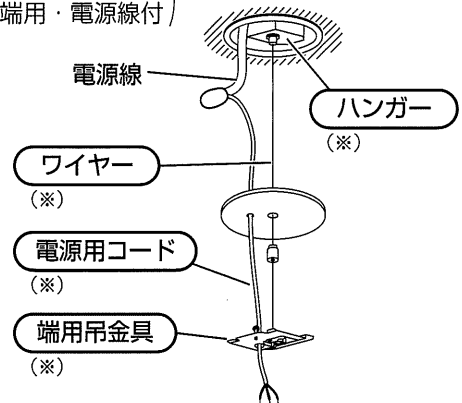 端用・電源線付）
電源線
ハンガー
（※）
ワイヤー
（※）
電源用コード
（※）
端用吊金具
（※）